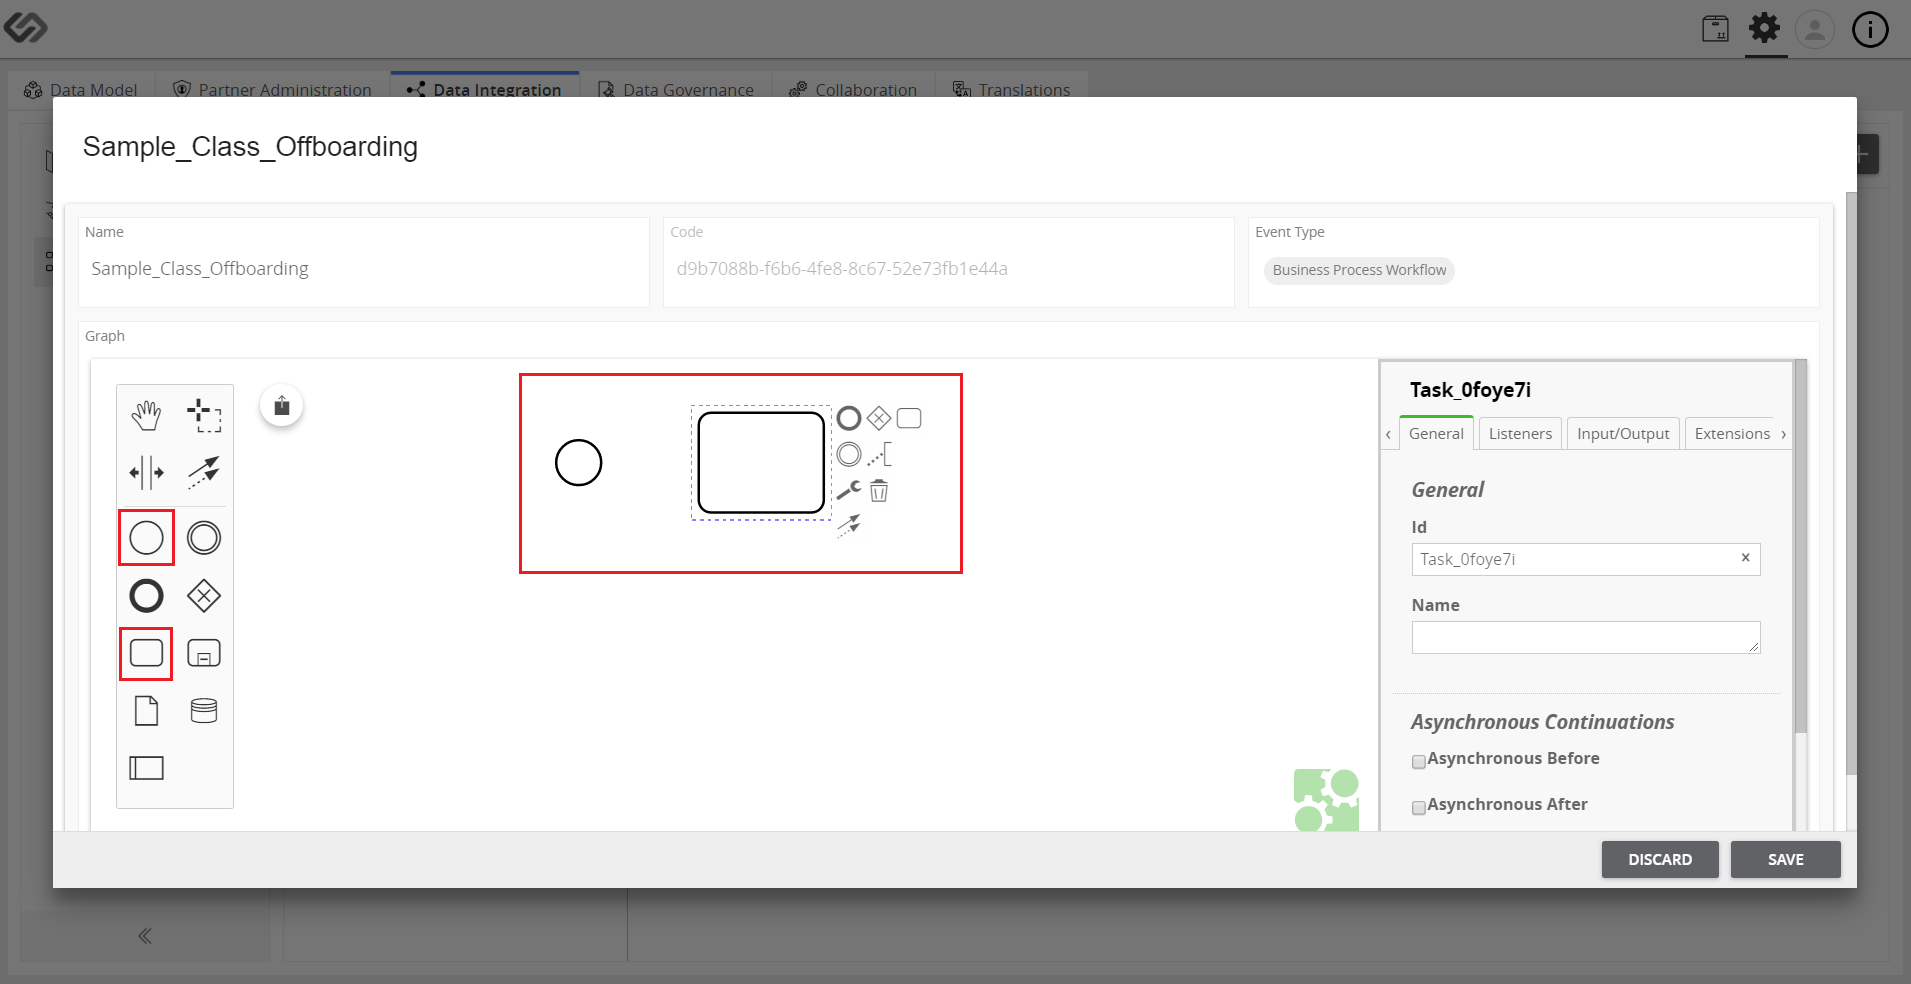 Data Model Partner Administration Data Integration Data Governance Collaboration Translations
Sample_Class_Offboarding
Name
Sample_Class_Offboarding
Code
d9b7088b-f6b6-4fe8-8c67-52e73fb1e44a
Event Type
Business Process Workflow
Graph
Task_0foye7i
General Listeners Input/Output Extensions
General
Id
Task_0foye7i
Name
Asynchronous Continuations
Asynchronous Before
Asynchronous After
DISCARD SAVE